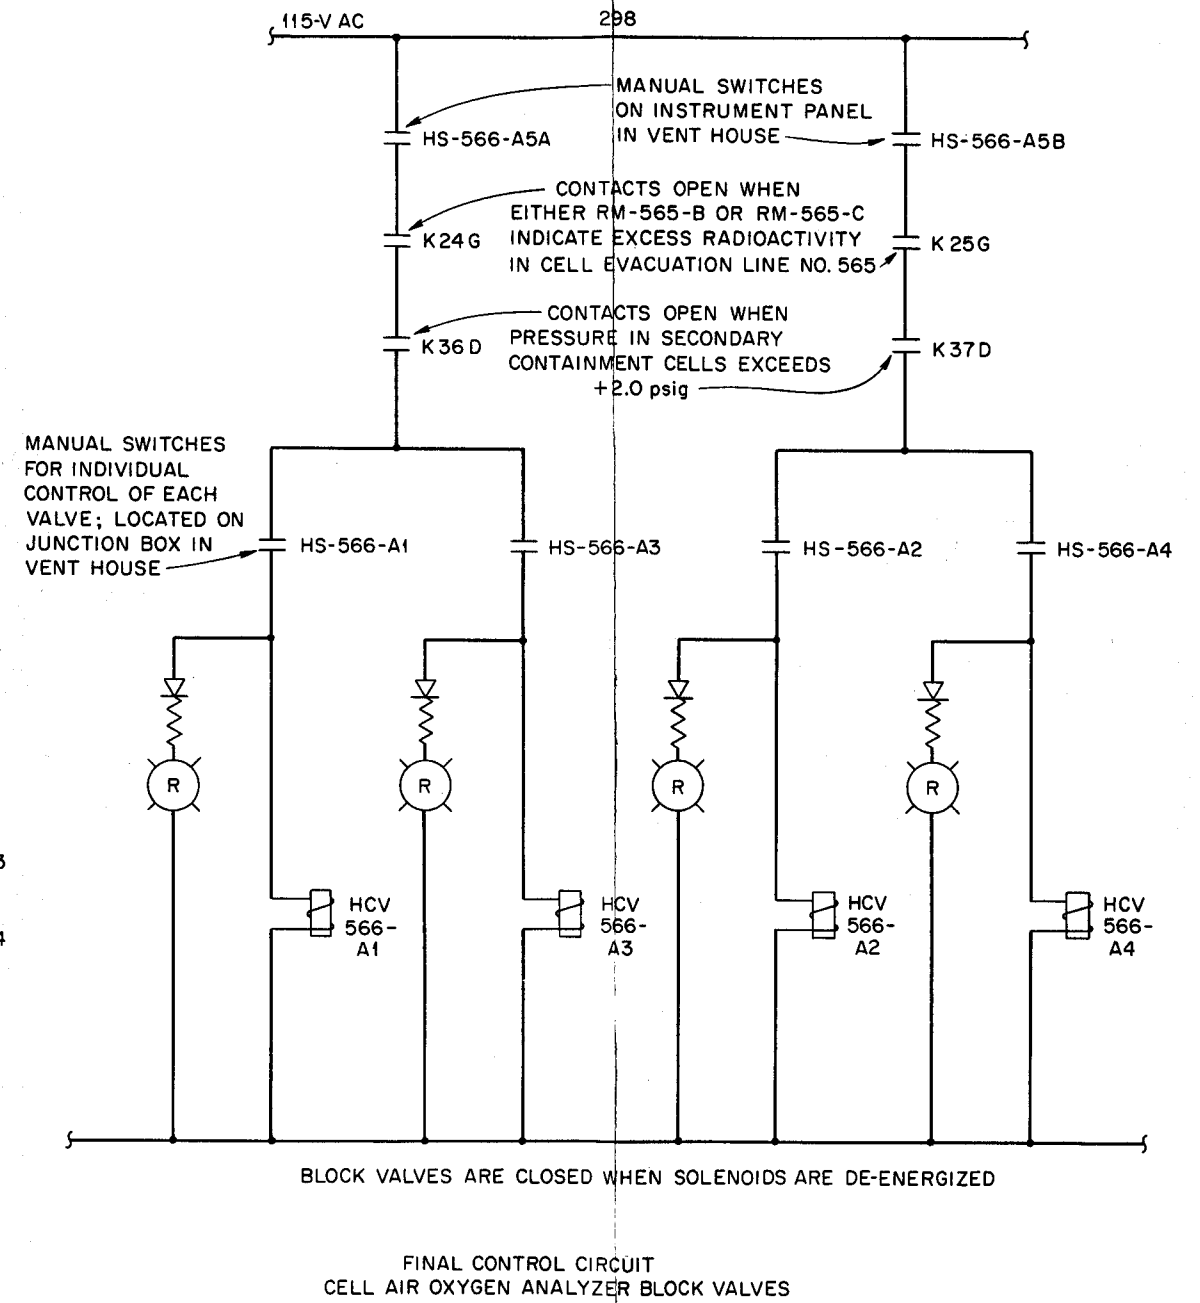 115-V AC
298
MANUAL SWITCHES
ON INSTRUMENT PANEL
IN VENT HOUSE
HS-566-A5A
HS-566-A5B
CONTACTS OPEN WHEN
EITHER RM-565-B OR RM-565-C
INDICATE EXCESS RADIOACTIVITY
IN CELL EVACUATION LINE NO. 565
K24G
K25G
CONTACTS OPEN WHEN
PRESSURE IN SECONDARY
CONTAINMENT CELLS EXCEEDS
+2.0 psig
K36D
K37D
MANUAL SWITCHES
FOR INDIVIDUAL
CONTROL OF EACH
VALVE; LOCATED ON
JUNCTION BOX IN
VENT HOUSE
HS-566-A1
HS-566-A3
HS-566-A2
HS-566-A4
R
R
R
R
3
4
HCV
566-
A1
HCV
566-
A3
HCV
566-
A2
HCV
566-
A4
BLOCK VALVES ARE CLOSED WHEN SOLENOIDS ARE DE-ENERGIZED
FINAL CONTROL CIRCUIT
CELL AIR OXYGEN ANALYZER BLOCK VALVES